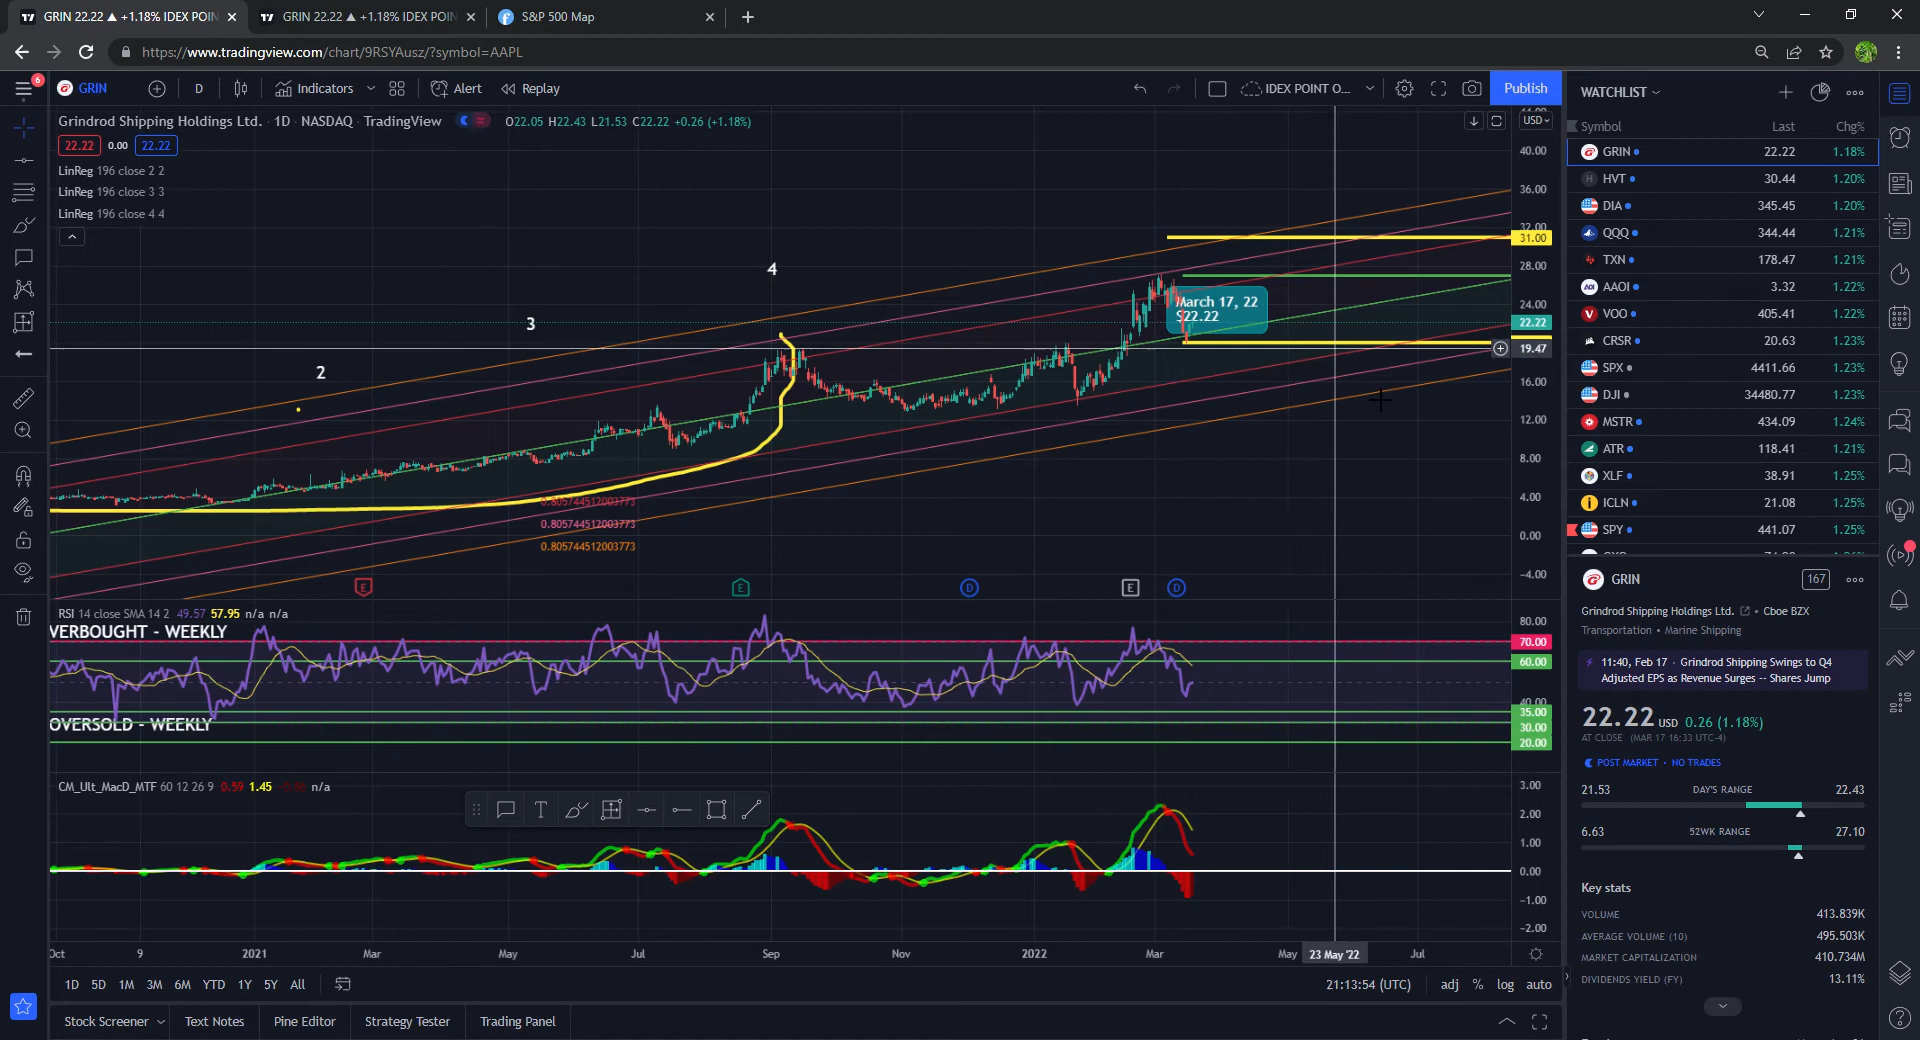 GRIN 22.22 ▲ +1.18% IDEX POIN
GRIN 22.22 ▲ +1.18% IDEX POIN
S&P 500 Map
https://www.tradingview.com/chart/9RSYAusz/?symbol=AAPL
6
GRIN
D
Indicators
Alert
Replay
IDEX POINT O...
Publish
Grindrod Shipping Holdings Ltd. · 1D · NASDAQ · TradingView
O22.05 H22.43 L21.53 C22.22 +0.26 (+1.18%)
22.22 0.00 22.22
LinReg 196 close 2 2
LinReg 196 close 3 3
LinReg 196 close 4 4
USD
40.00
36.00
31.00
28.00
24.00
22.22
19.47
16.00
12.00
8.00
4.00
0.00
−4.00
2
3
4
March 17, 22
$22.22
0.805744512003773
0.805744512003773
0.805744512003773
E
E
D
E
D
RSI 14 close SMA 14 2 49.57 57.95 n/a n/a
VERBOUGHT - WEEKLY
OVERSOLD - WEEKLY
80.00
70.00
60.00
40.00
35.00
30.00
20.00
CM_Ult_MacD_MTF 60 12 26 9 0.59 1.45 n/a
T
3.00
2.00
1.00
0.00
−1.00
−2.00
Oct 9 2021 Mar May Jul Sep Nov 2022 Mar May 23 May '22 Jul
1D 5D 1M 3M 6M YTD 1Y 5Y All
21:13:54 (UTC) adj % log auto
Stock Screener Text Notes Pine Editor Strategy Tester Trading Panel
WATCHLIST
Symbol Last Chg%
GRIN 22.22 1.18%
HVT 30.44 1.20%
DIA 345.45 1.20%
QQQ 344.44 1.21%
TXN 178.47 1.21%
AAOI 3.32 1.22%
VOO 405.41 1.22%
CRSR 20.63 1.23%
SPX 4411.66 1.23%
DJI 34480.77 1.23%
MSTR 434.09 1.24%
ATR 118.41 1.21%
XLF 38.91 1.25%
ICLN 21.08 1.25%
SPY 441.07 1.25%
GRIN
167
Grindrod Shipping Holdings Ltd. • Cboe BZX
Transportation • Marine Shipping
11:40, Feb 17 · Grindrod Shipping Swings to Q4
Adjusted EPS as Revenue Surges -- Shares Jump
22.22 USD 0.26 (1.18%)
AT CLOSE (MAR 17 16:33 UTC-4)
POST MARKET • NO TRADES
21.53 DAY'S RANGE 22.43
6.63 52WK RANGE 27.10
Key stats
VOLUME 413.839K
AVERAGE VOLUME (10) 495.503K
MARKET CAPITALIZATION 410.734M
DIVIDENDS YIELD (FY) 13.11%